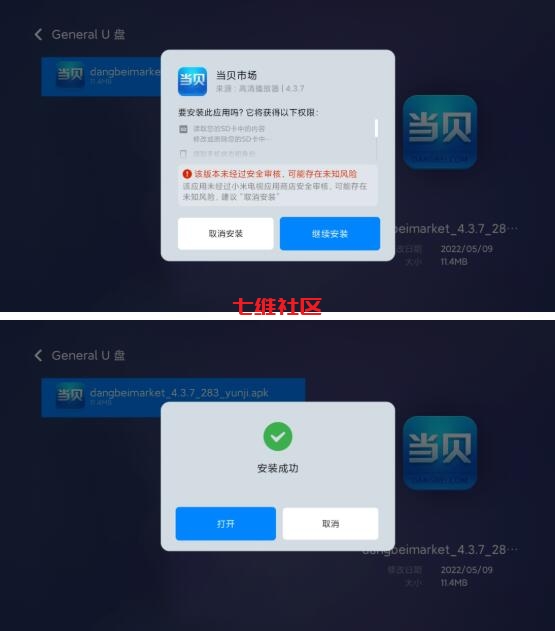 General U 盘
当贝
dangbeimarke
11.4MB
当贝
当贝市场
来源：高清播放器 | 4.3.7
要安装此应用吗？它将获得以下权限：
读取您的SD卡中的内容
修改或删除您的SD卡中…
该版本未经过安全审核，可能存在未知风险
该应用未经过小米电视应用商店安全审核，可能存在
未知风险，建议“取消安装”
取消安装
继续安装
当贝
DANGBEI.COM
beimarket_4.3.7_28…
改日期 2022/05/09
大小 11.4MB
七维社区
General U 盘
当贝
dangbeimarket_4.3.7_283_yunji.apk
11.4MB
安装成功
打开
取消
当贝
DANGBEI.COM
dangbeimarket_4.3.7_28…
修改日期 2022/05/09
大小 11.4MB